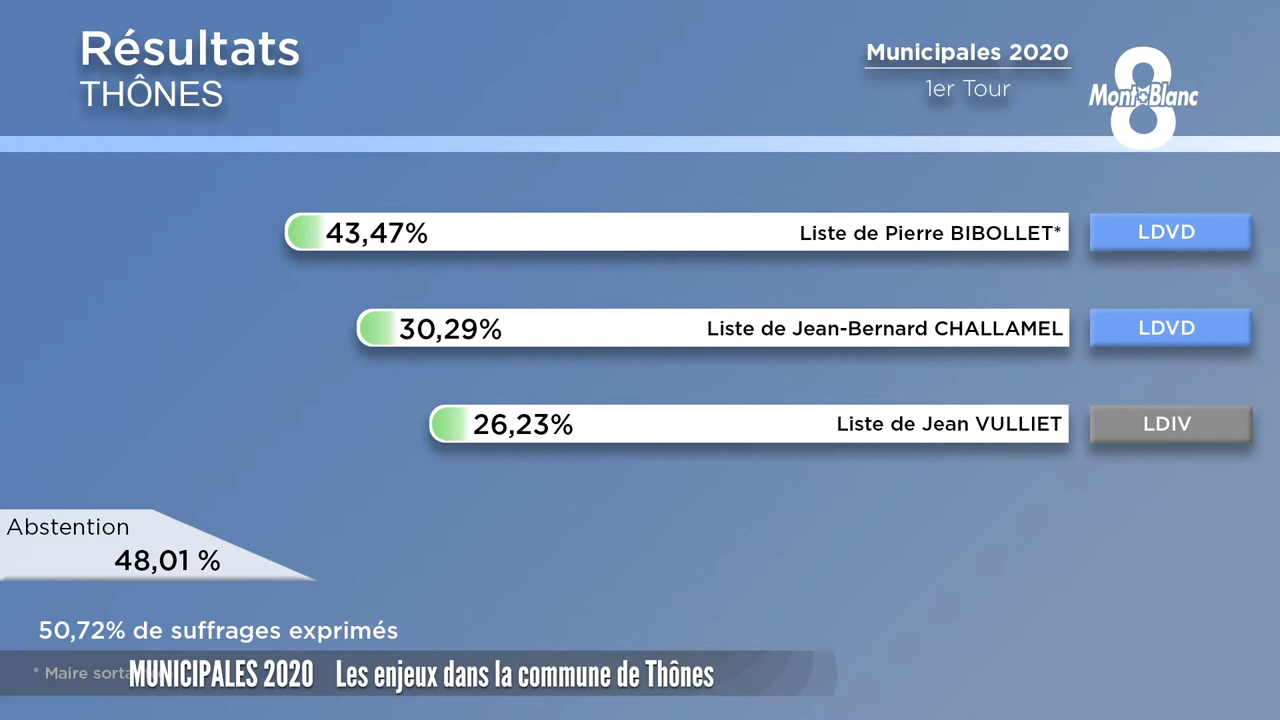 Résultats
THÔNES
Municipales 2020
1er Tour
8
Mont Blanc
43,47%
Liste de Pierre BIBOLLET*
LDVD
30,29%
Liste de Jean-Bernard CHALLAMEL
LDVD
26,23%
Liste de Jean VULLIET
LDIV
Abstention
48,01 %
50,72% de suffrages exprimés
* Maire
MUNICIPALES 2020 Les enjeux dans la commune de Thônes